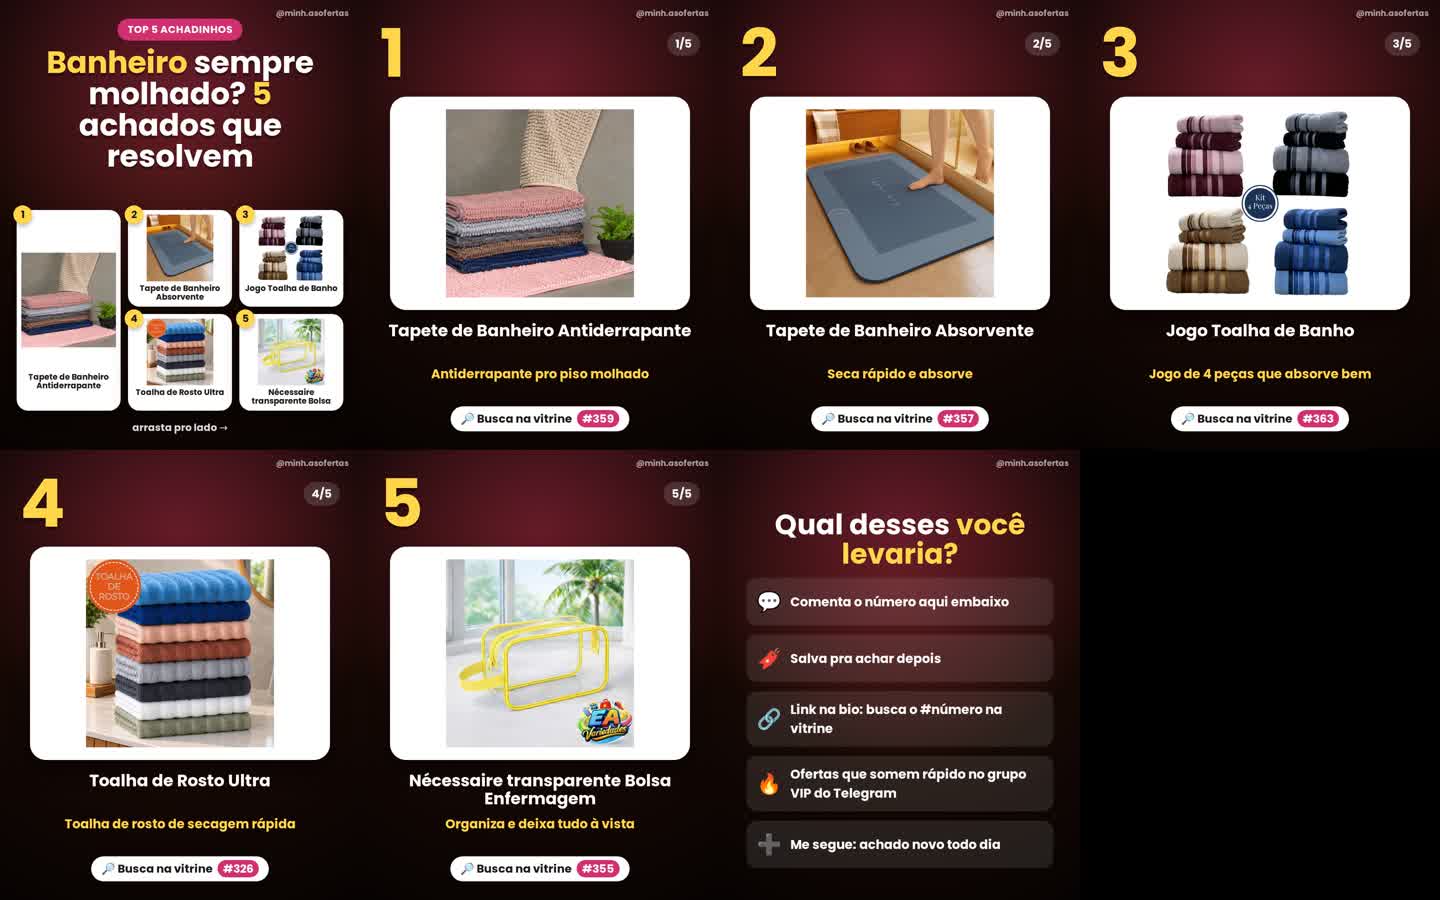 @minh.asofertas
TOP 5 ACHADINHOS
Banheiro sempre
molhado? 5
achados que
resolvem
1
Tapete de Banheiro
Antiderrapante
2
Tapete de Banheiro
Absorvente
3
Jogo Toalha de Banho
4
Toalha de Rosto Ultra
5
Nécessaire
transparente Bolsa
arrasta pro lado →
@minh.asofertas
1
1/5
Tapete de Banheiro Antiderrapante
Antiderrapante pro piso molhado
🔎 Busca na vitrine #359
@minh.asofertas
2
2/5
Tapete de Banheiro Absorvente
Seca rápido e absorve
🔎 Busca na vitrine #357
@minh.asofertas
3
3/5
Kit
4 Peças
Jogo Toalha de Banho
Jogo de 4 peças que absorve bem
🔎 Busca na vitrine #363
@minh.asofertas
4
4/5
TOALHA
DE
ROSTO
Toalha de Rosto Ultra
Toalha de rosto de secagem rápida
🔎 Busca na vitrine #326
@minh.asofertas
5
5/5
EA
Variedades
Nécessaire transparente Bolsa
Enfermagem
Organiza e deixa tudo à vista
🔎 Busca na vitrine #355
@minh.asofertas
Qual desses você
levaria?
💬 Comenta o número aqui embaixo
Salva pra achar depois
🔗 Link na bio: busca o #número na
vitrine
🔥 Ofertas que somem rápido no grupo
VIP do Telegram
➕ Me segue: achado novo todo dia